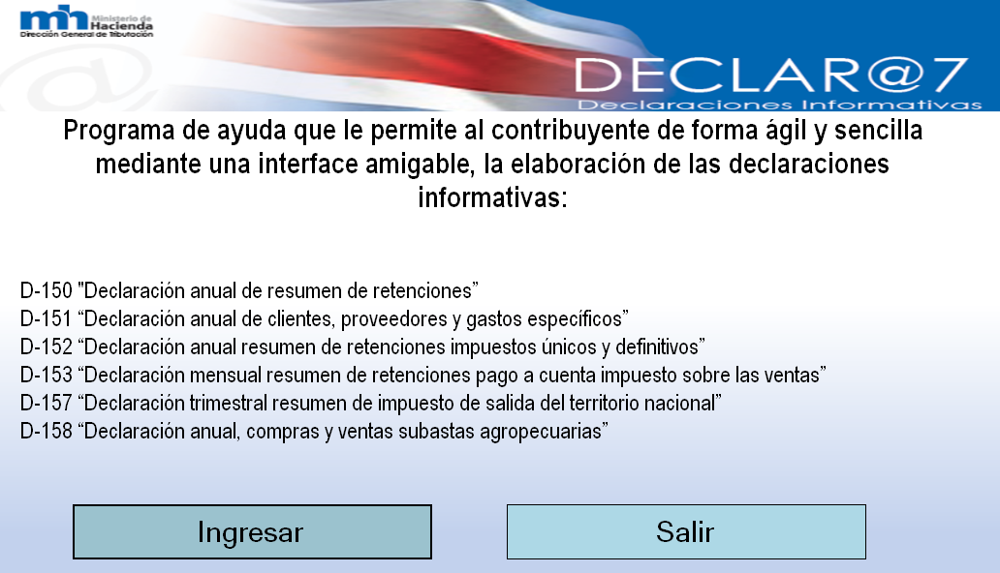 mh Ministerio de
Hacienda
Dirección General de Tributación
DECLAR@7
Declaraciones Informativas
Programa de ayuda que le permite al contribuyente de forma ágil y sencilla
mediante una interface amigable, la elaboración de las declaraciones
informativas:
D-150 "Declaración anual de resumen de retenciones”
D-151 “Declaración anual de clientes, proveedores y gastos específicos”
D-152 “Declaración anual resumen de retenciones impuestos únicos y definitivos”
D-153 “Declaración mensual resumen de retenciones pago a cuenta impuesto sobre las ventas”
D-157 “Declaración trimestral resumen de impuesto de salida del territorio nacional”
D-158 “Declaración anual, compras y ventas subastas agropecuarias”
Ingresar
Salir